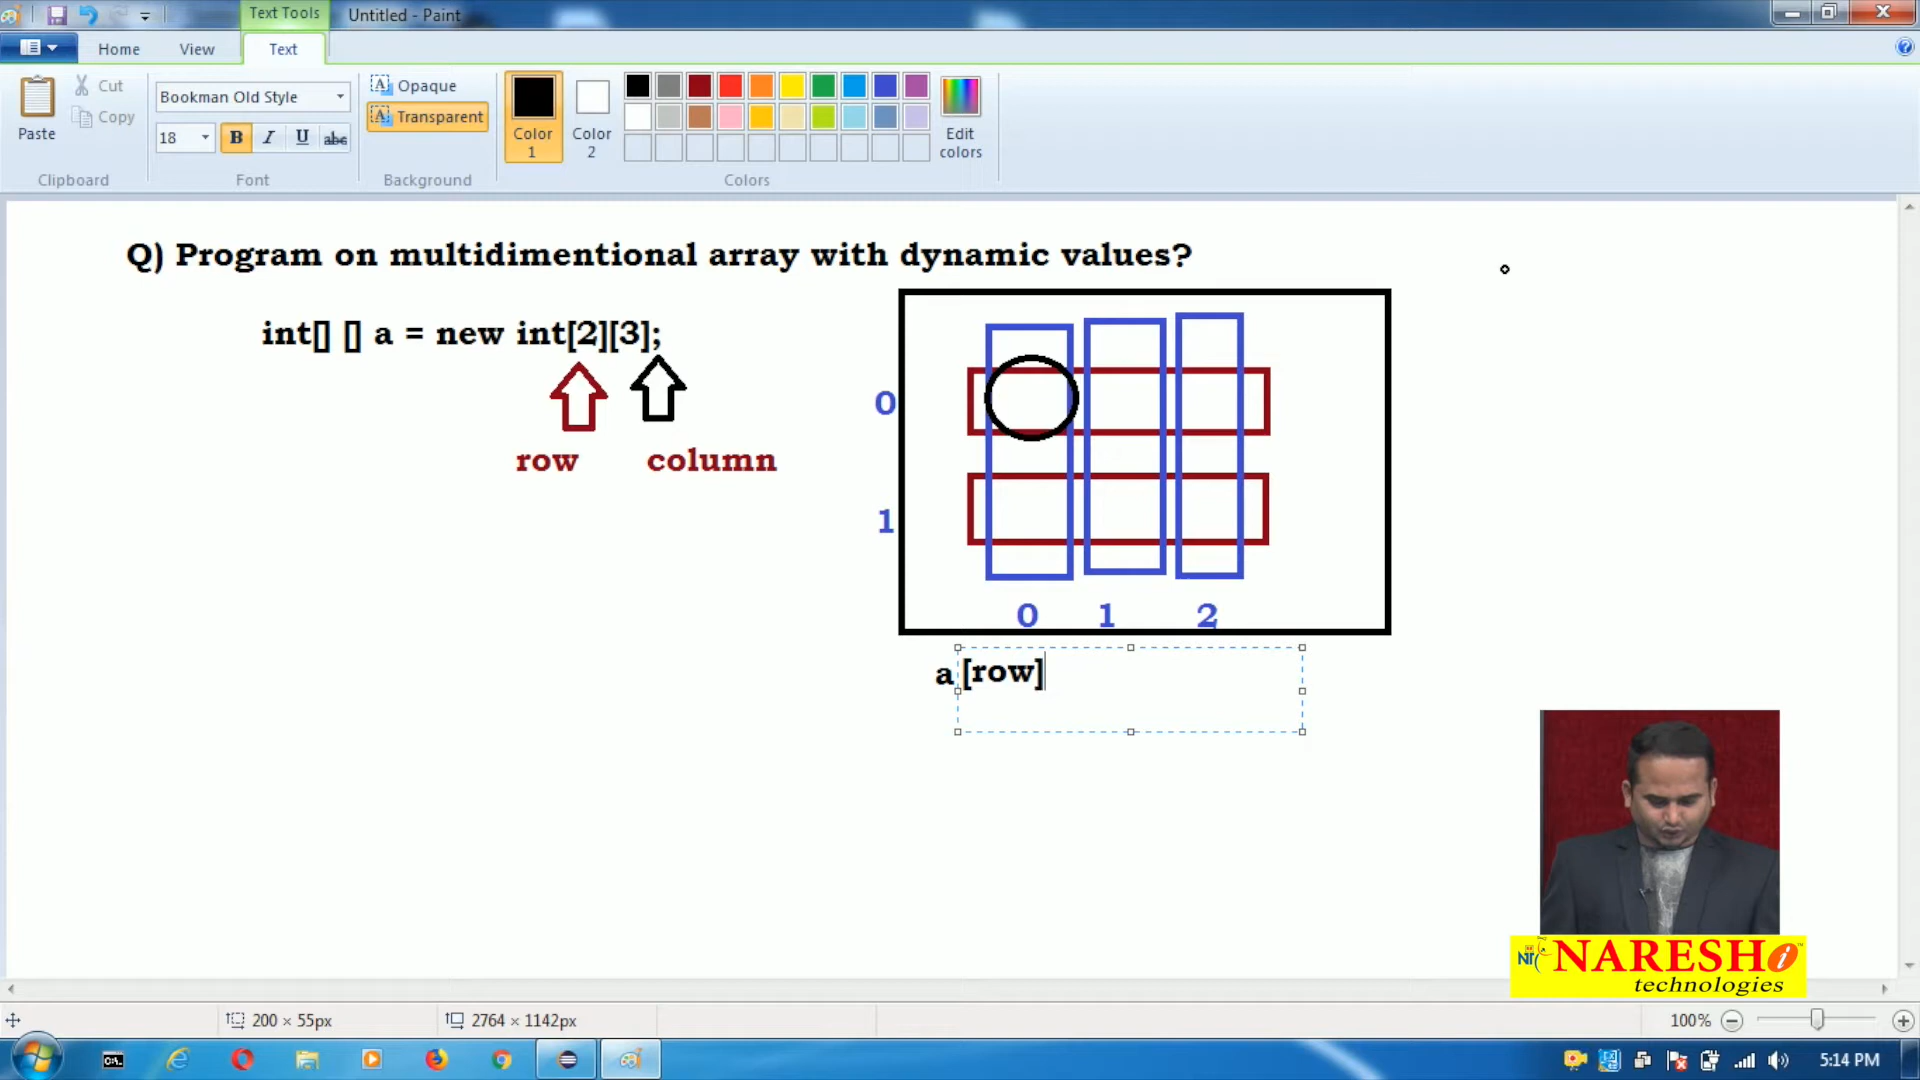 Text Tools
Untitled - Paint
Home
View
Text
Paste
Cut
Copy
Clipboard
Bookman Old Style
18
B I U abc
Font
Opaque
Transparent
Background
Color 1
Color 2
Edit colors
Colors
Q) Program on multidimentional array with dynamic values?
int[] [] a = new int[2][3];
row column
0
1
0 1 2
a [row]
NT
NARESH i
technologies
200 × 55px
2764 × 1142px
100%
5:14 PM